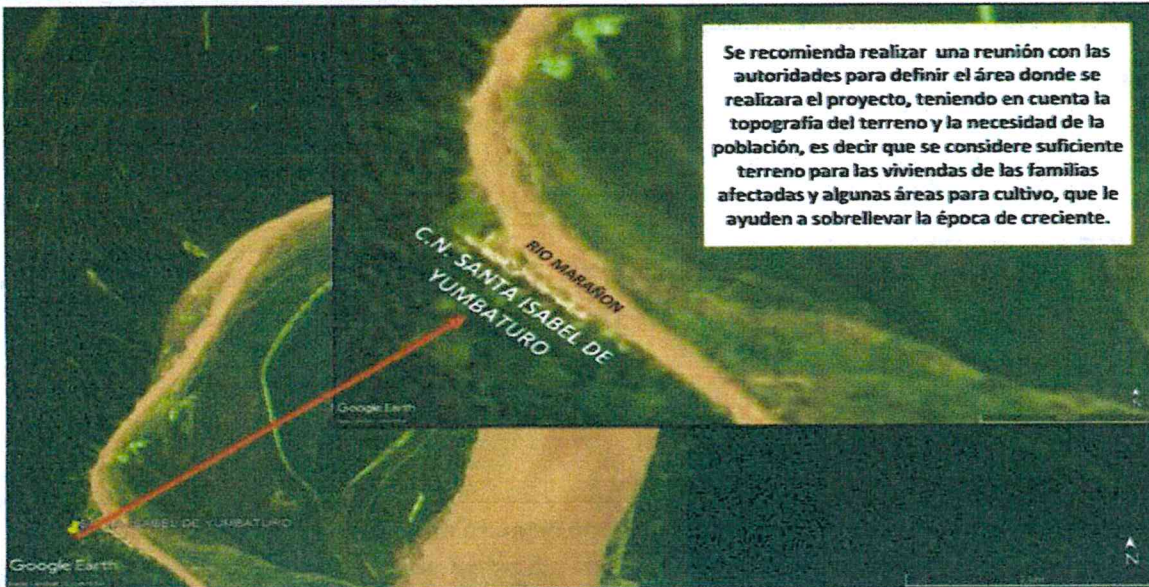 Se recomienda realizar una reunión con las
autoridades para definir el área donde se
realizara el proyecto, teniendo en cuenta la
topografía del terreno y la necesidad de la
población, es decir que se considere suficiente
terreno para las viviendas de las familias
afectadas y algunas áreas para cultivo, que le
ayuden a sobrellevar la época de creciente.
RIO MARAÑON
C.N. SANTA ISABEL DE
YUMBATURO
Google Earth
ISABEL DE YUMBATURO
Google Earth
N